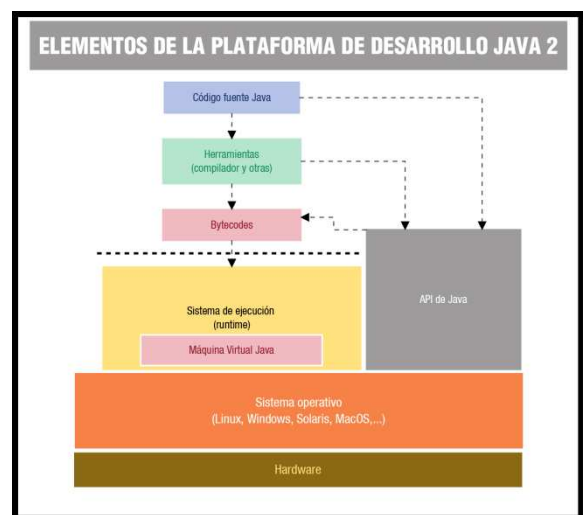 ELEMENTOS DE LA PLATAFORMA DE DESARROLLO JAVA 2
Código fuente Java
Herramientas
(compilador y otras)
Bytecodes
API de Java
Sistema de ejecución
(runtime)
Máquina Virtual Java
Sistema operativo
(Linux, Windows, Solaris, MacOS,...)
Hardware